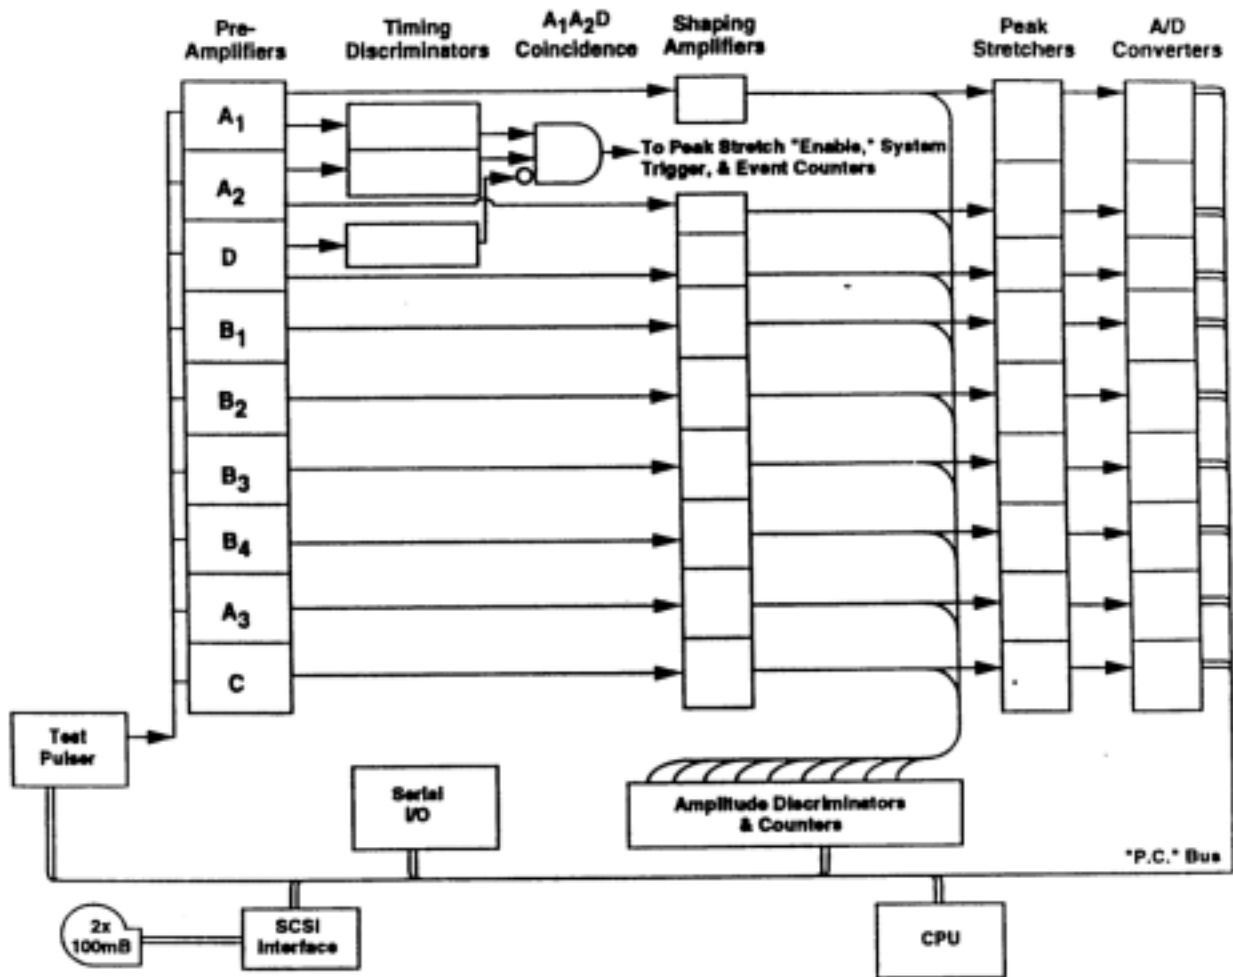 Pre-
Amplifiers
Timing
Discriminators
A₁A₂D
Coincidence
Shaping
Amplifiers
Peak
Stretchers
A/D
Converters
A₁
A₂
D
B₁
B₂
B₃
B₄
A₃
C
To Peak Stretch "Enable," System
Trigger, & Event Counters
Test
Pulser
Serial
I/O
Amplitude Discriminators
& Counters
"P.C." Bus
2x
100mB
SCSI
Interface
CPU